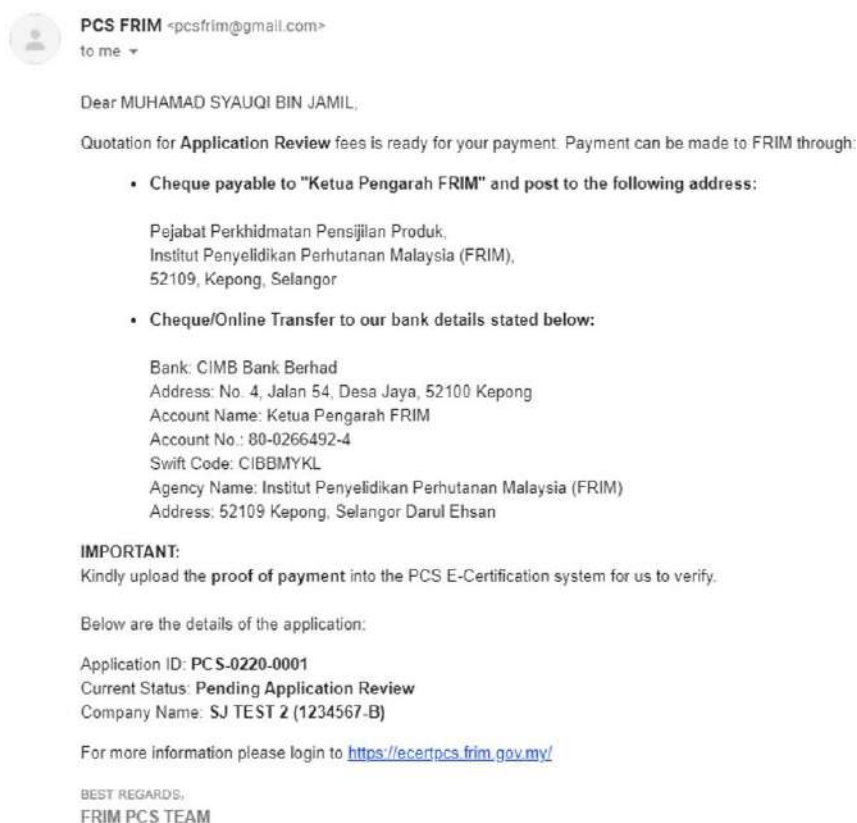 PCS FRIM <pcsfrim@gmail.com>
to me
Dear MUHAMAD SYAUQI BIN JAMIL,
Quotation for Application Review fees is ready for your payment. Payment can be made to FRIM through:
• Cheque payable to "Ketua Pengarah FRIM" and post to the following address:
Pejabat Perkhidmatan Pensijilan Produk,
Institut Penyelidikan Perhutanan Malaysia (FRIM),
52109, Kepong, Selangor
• Cheque/Online Transfer to our bank details stated below:
Bank: CIMB Bank Berhad
Address: No. 4, Jalan 54, Desa Jaya, 52100 Kepong
Account Name: Ketua Pengarah FRIM
Account No.: 80-0266492-4
Swift Code: CIBBMYKL
Agency Name: Institut Penyelidikan Perhutanan Malaysia (FRIM)
Address: 52109 Kepong, Selangor Darul Ehsan
IMPORTANT:
Kindly upload the proof of payment into the PCS E-Certification system for us to verify.
Below are the details of the application:
Application ID: PCS-0220-0001
Current Status: Pending Application Review
Company Name: SJ TEST 2 (1234567-B)
For more information please login to https://ecertpcs.frim.gov.my/
BEST REGARDS,
FRIM PCS TEAM